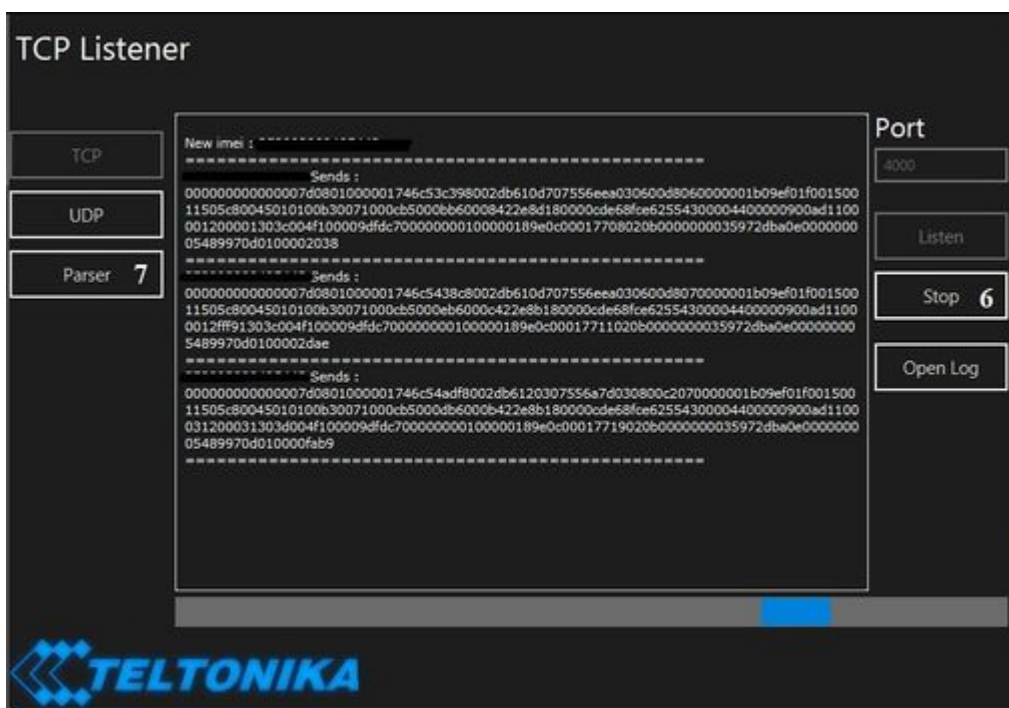 TCP Listener
TCP
UDP
Parser 7
New imei :
Sends :
000000000000007d0801000001746c53c398002db610d707556eea030600d8060000001b09ef01f001500
11505c80045010100b30071000cb5000bb60008422e8d180000cde68fce62554300004400000900ad1100
001200001303c004f100009dfdc700000000100000189e0c00017708020b0000000035972dba0e0000000
05489970d0100002038
Sends :
000000000000007d0801000001746c5438c8002db610d707556eea030600d8070000001b09ef01f001500
11505c80045010100b30071000cb5000eb6000c422e8b180000cde68fce62554300004400000900ad1100
0012fff91303c004f100009dfdc7000000000100000189e0c00017711020b0000000035972dba0e00000000
5489970d0100002dae
Sends :
000000000000007d0801000001746c54adf8002db6120307556a7d030800c2070000001b09ef01f001500
11505c80045010100b30071000cb5000db6000b422e8b180000cde68fce62554300004400000900ad1100
031200031303d004f100009dfdc700000000100000189e0c00017719020b0000000035972dba0e0000000
05489970d010000fab9
Port
4000
Listen
Stop 6
Open Log
TELTONIKA